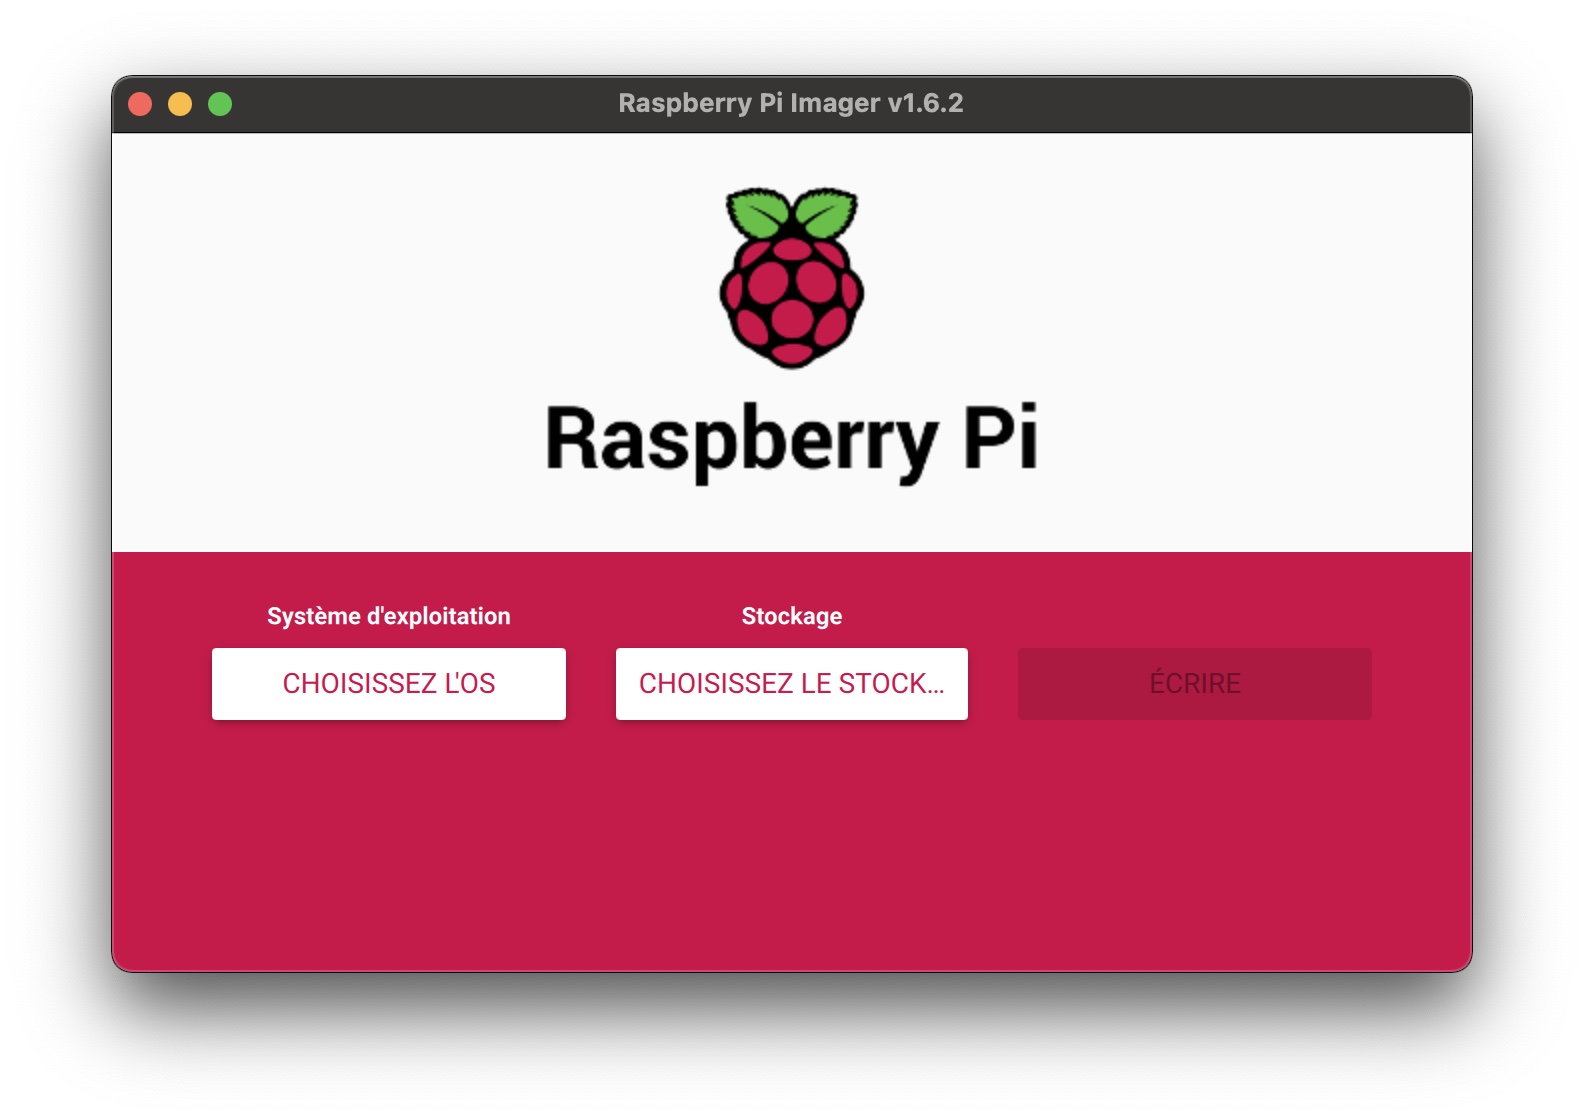 Raspberry Pi Imager v1.6.2
Raspberry Pi
Système d'exploitation
Stockage
CHOISISSEZ L'OS
CHOISISSEZ LE STOCK...
ÉCRIRE